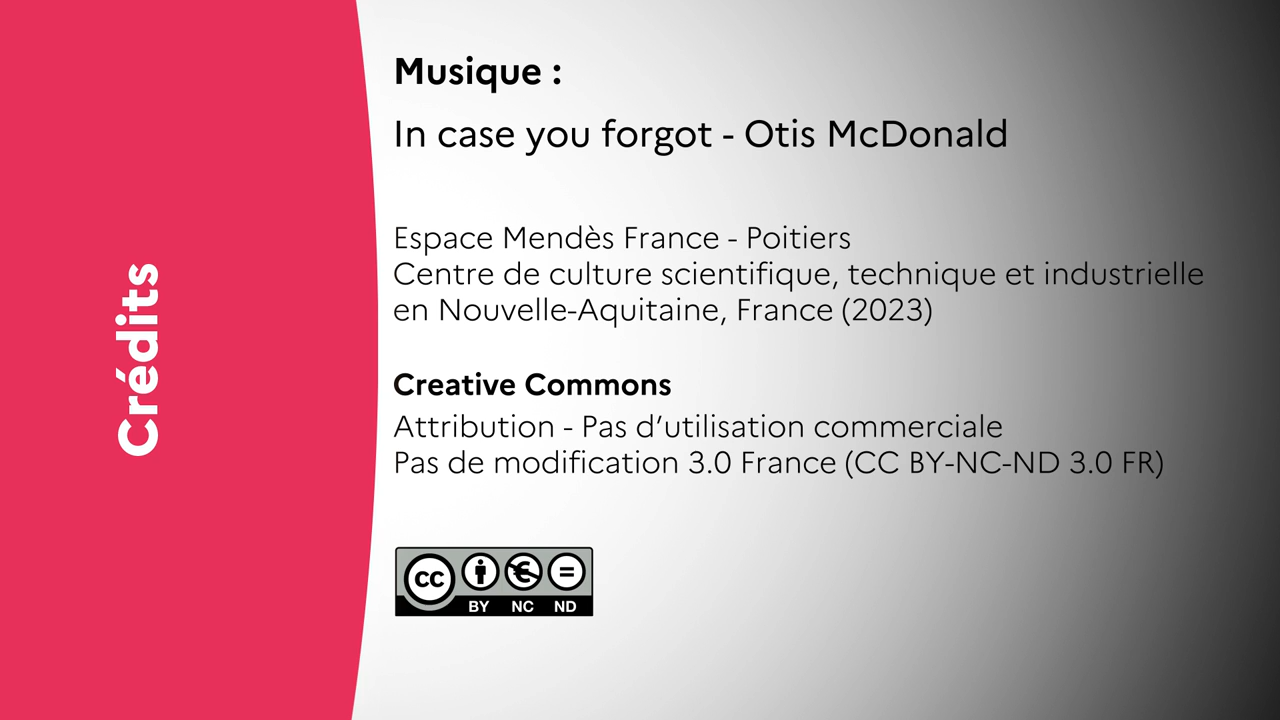 Crédits
Musique :
In case you forgot - Otis McDonald
Espace Mendès France - Poitiers
Centre de culture scientifique, technique et industrielle
en Nouvelle-Aquitaine, France (2023)
Creative Commons
Attribution - Pas d’utilisation commerciale
Pas de modification 3.0 France (CC BY-NC-ND 3.0 FR)
CC
BY NC ND